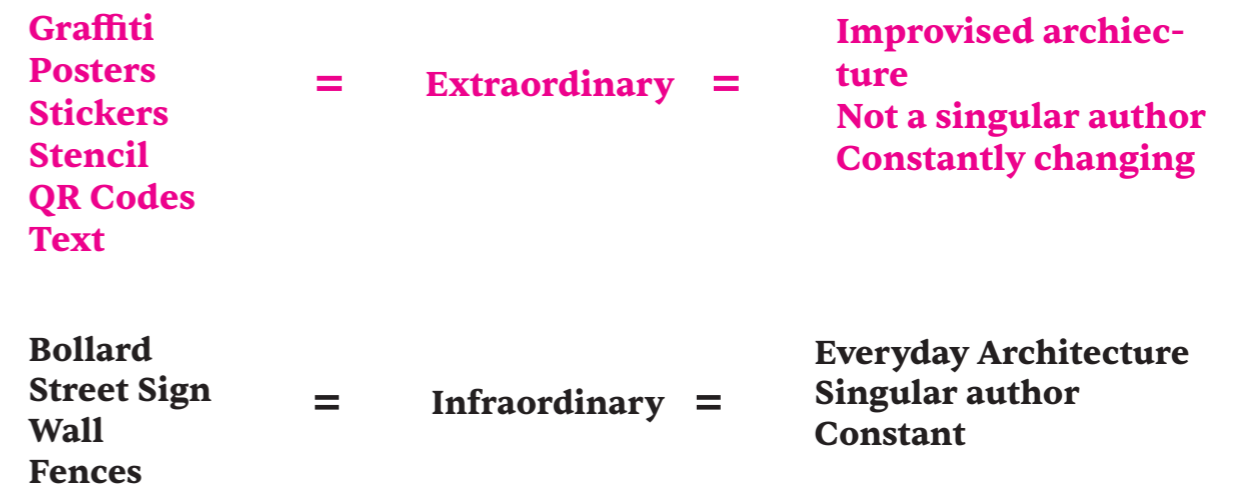 Graffiti
Posters
Stickers
Stencil
QR Codes
Text
=
Extraordinary
=
Improvised archiec-
ture
Not a singular author
Constantly changing
Bollard
Street Sign
Wall
Fences
=
Infraordinary
=
Everyday Architecture
Singular author
Constant